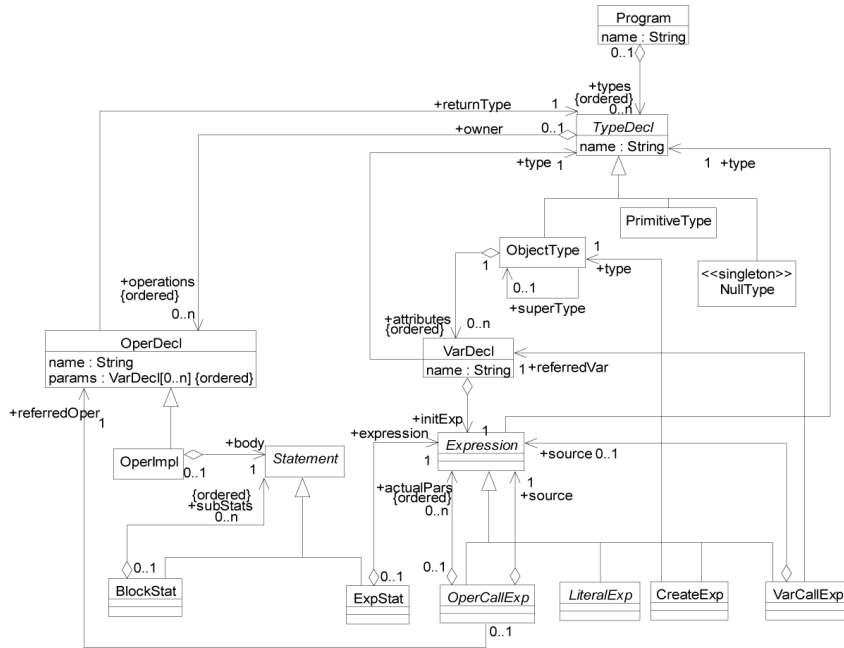 Program
name : String
0..1
+types
{ordered}
0..n
+returnType
1
+owner
0..1
TypeDecl
name : String
+type
1
1
+type
PrimitiveType
ObjectType
1
1
+type
<<singleton>>
NullType
0..1
+superType
+operations
{ordered}
0..n
+attributes
{ordered}
0..n
OperDecl
name : String
params : VarDecl[0..n] {ordered}
VarDecl
name : String
1
+referredVar
+referredOper
1
+initExp
1
+expression
1
Expression
+body
1
OperImpl
0..1
Statement
+source
0..1
{ordered}
+subStats
0..n
+actualPars
{ordered}
0..n
1
+source
0..1
0..1
0..1
BlockStat
ExpStat
OperCallExp
LiteralExp
CreateExp
VarCallExp
0..1